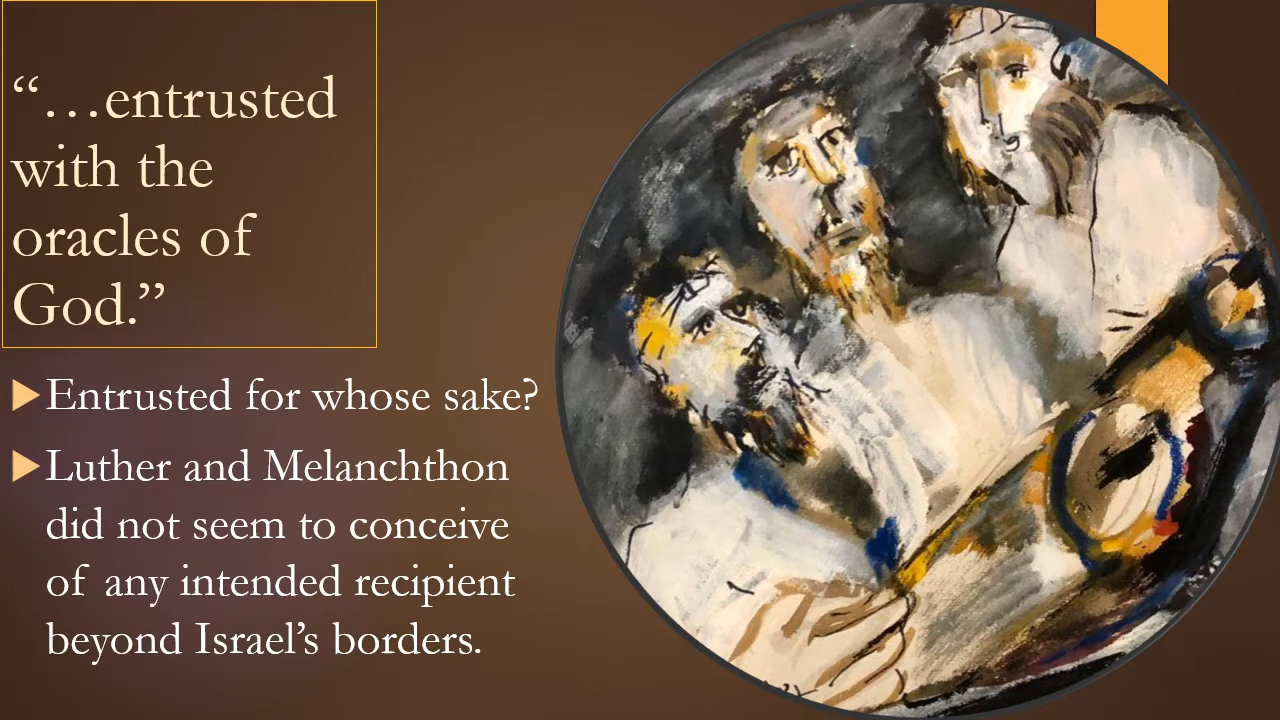 “…entrusted
with the
oracles of
God.”
Entrusted for whose sake?
Luther and Melanchthon
did not seem to conceive
of any intended recipient
beyond Israel’s borders.